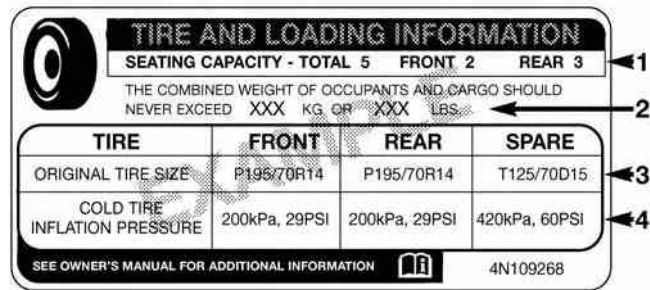 TIRE AND LOADING INFORMATION
SEATING CAPACITY - TOTAL 5 FRONT 2 REAR 3
1
THE COMBINED WEIGHT OF OCCUPANTS AND CARGO SHOULD
NEVER EXCEED XXX KG OR XXX LBS.
2
TIRE FRONT REAR SPARE
ORIGINAL TIRE SIZE P195/70R14 P195/70R14 T125/70D15
3
COLD TIRE
INFLATION PRESSURE 200kPa, 29PSI 200kPa, 29PSI 420kPa, 60PSI
4
EXAMPLE
SEE OWNER'S MANUAL FOR ADDITIONAL INFORMATION 4N109268